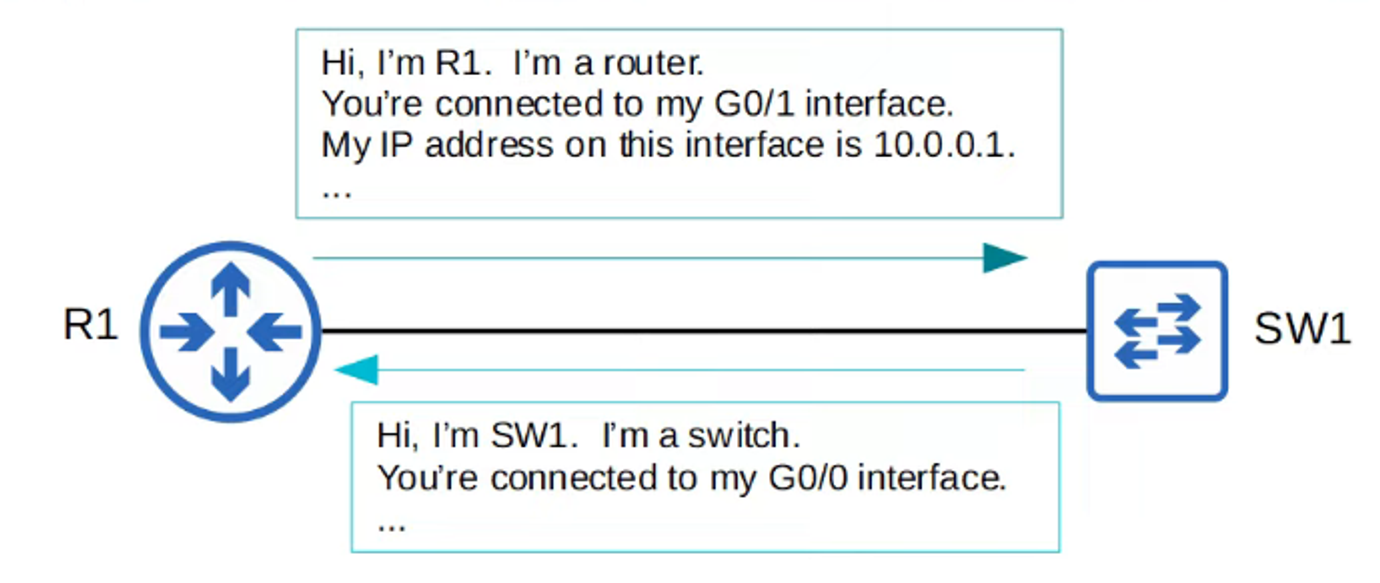 Hi, I'm R1.  I'm a router.
You're connected to my G0/1 interface.
My IP address on this interface is 10.0.0.1.
...
R1
SW1
Hi, I'm SW1.  I'm a switch.
You're connected to my G0/0 interface.
...